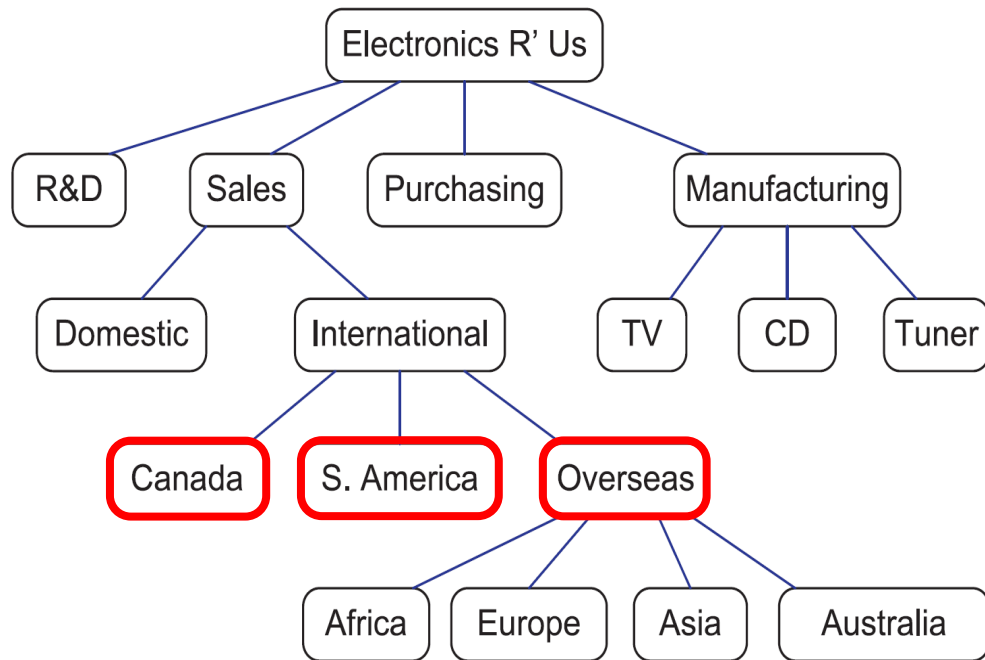 Electronics R’ Us
R&D
Sales
Purchasing
Manufacturing
Domestic
International
TV
CD
Tuner
Canada
S. America
Overseas
Africa
Europe
Asia
Australia